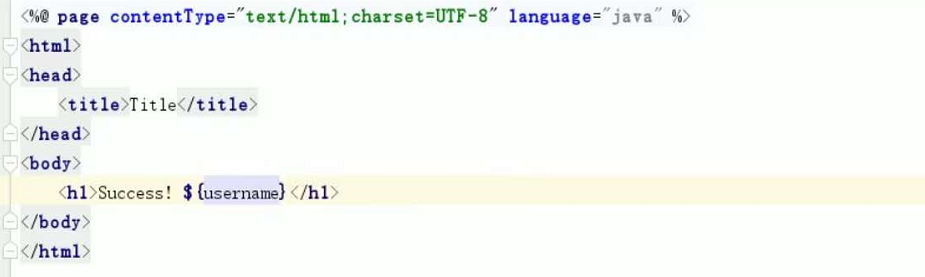 <%@ page contentType="text/html;charset=UTF-8" language="java" %>
<html>
<head>
    <title>Title</title>
</head>
<body>
    <h1>Success! ${username}</h1>
</body>
</html>